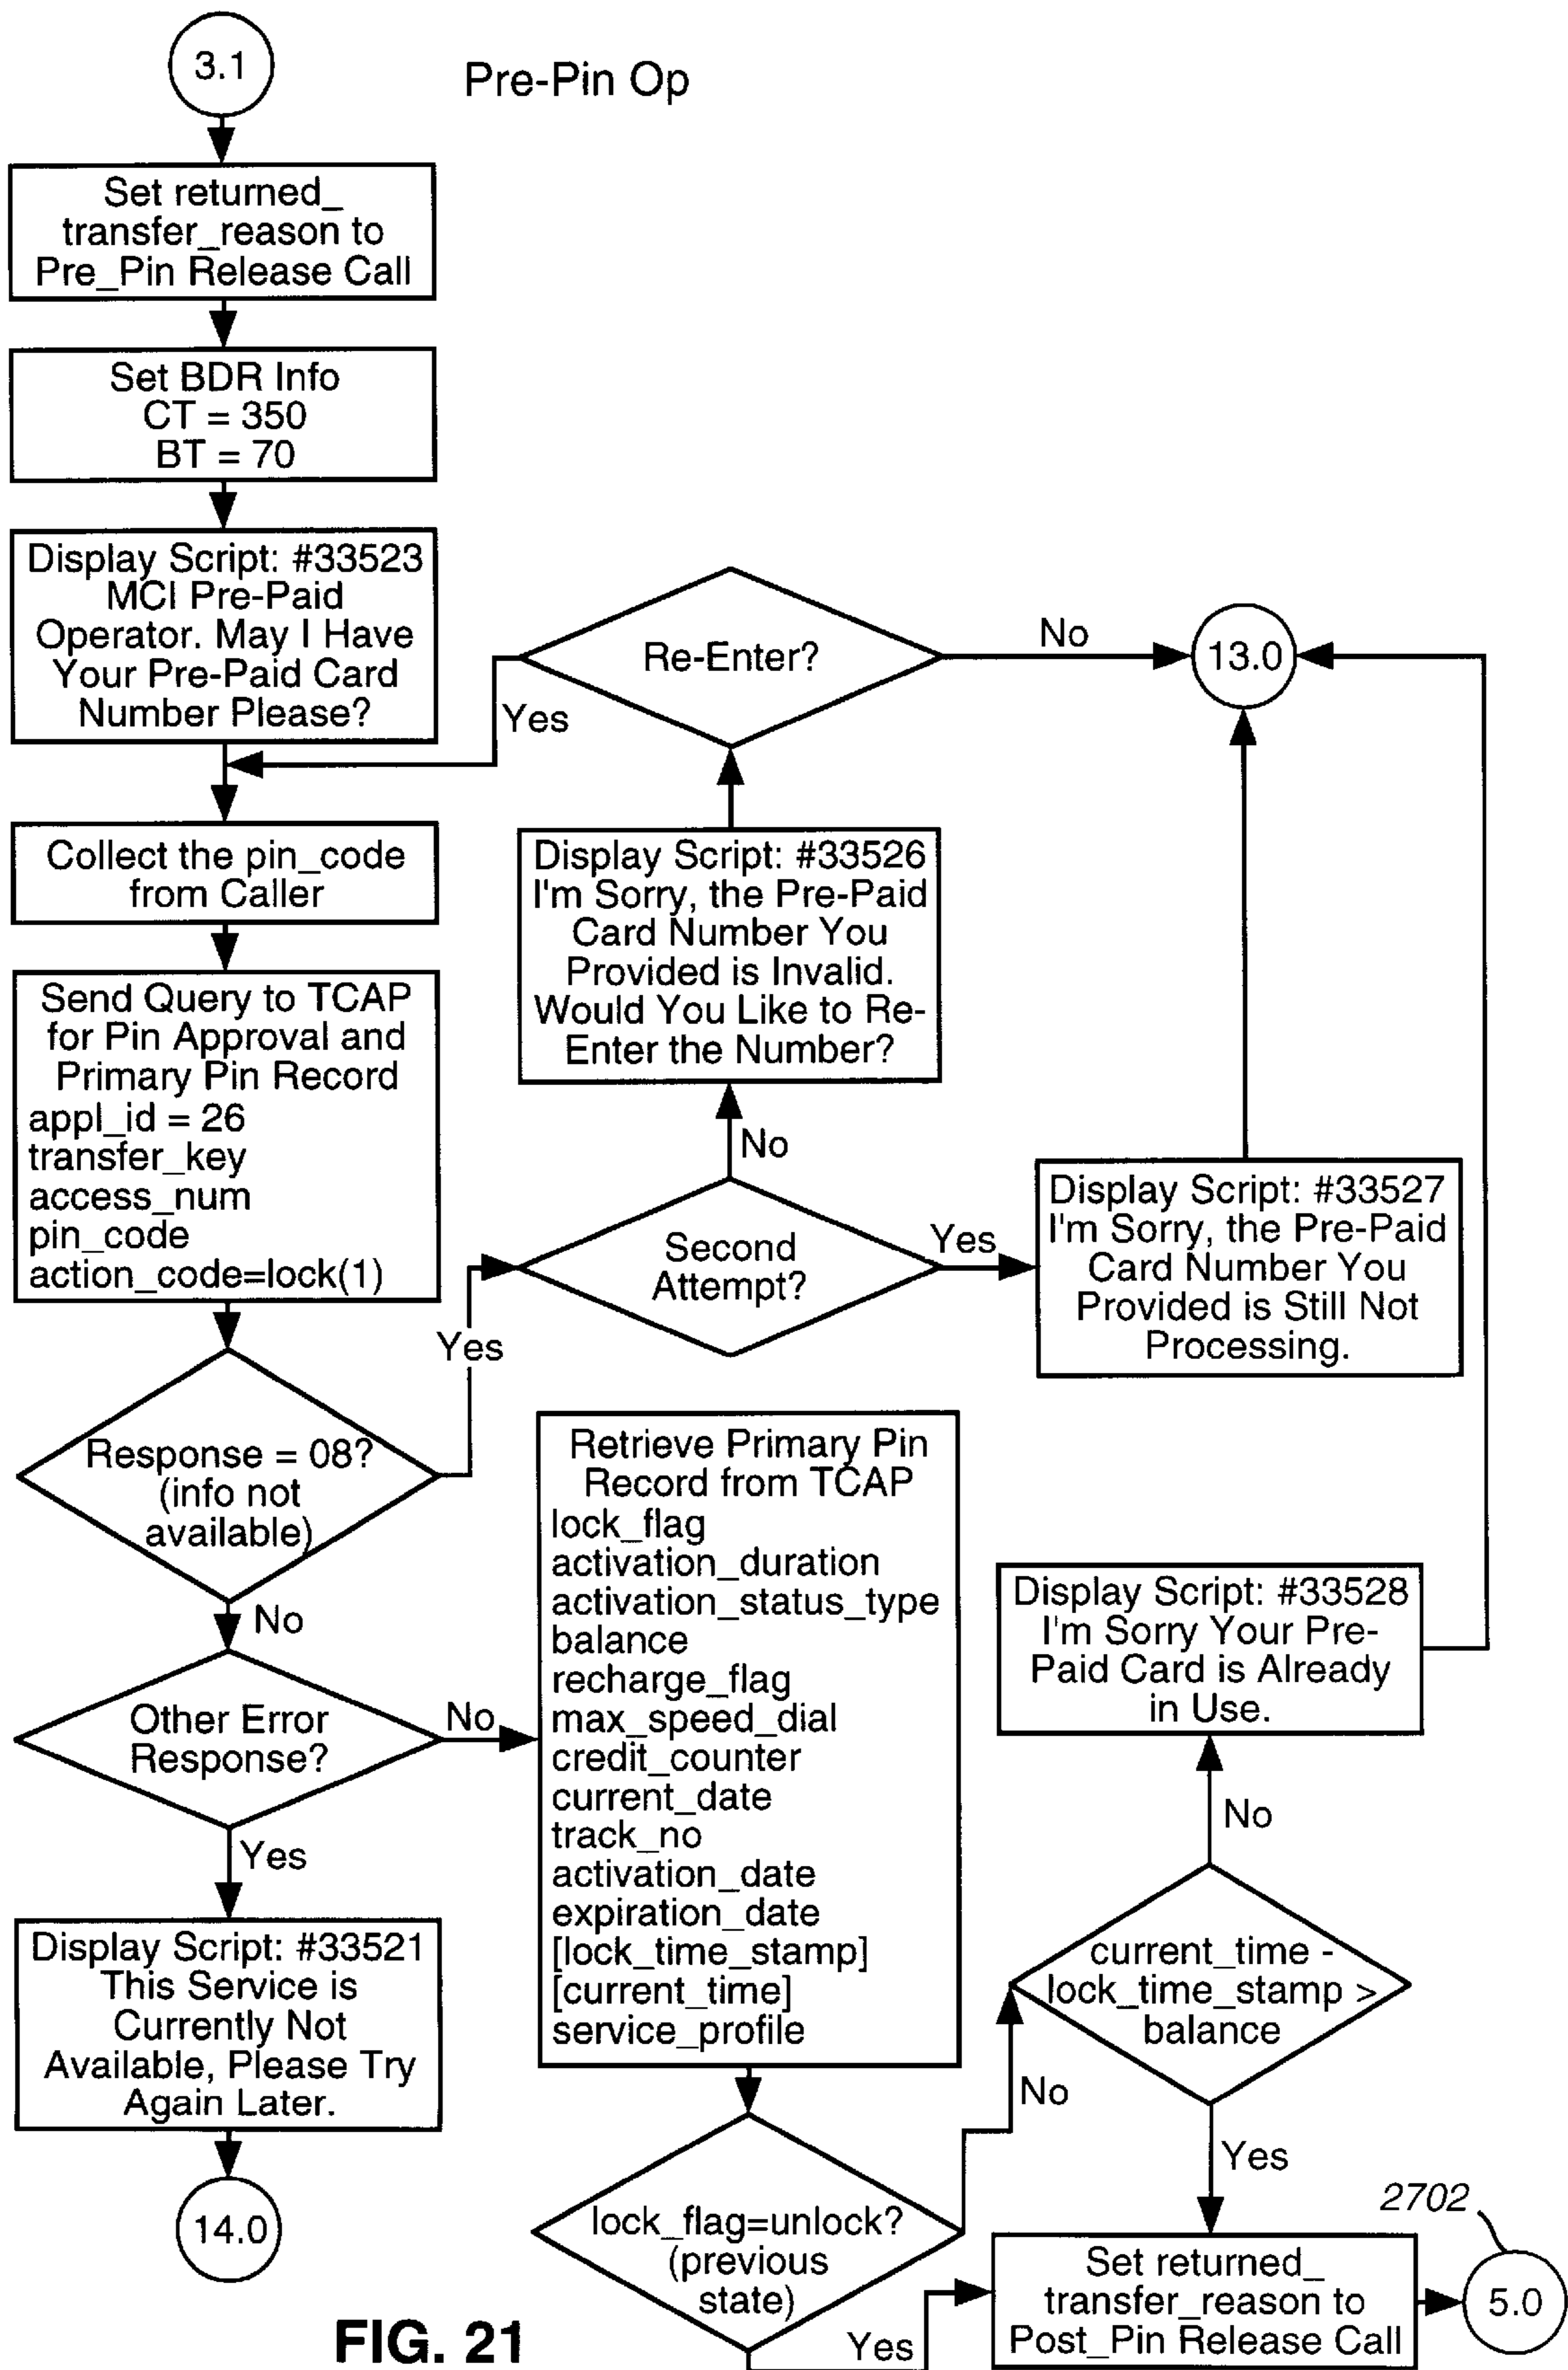 3.1
Pre-Pin Op
Set returned_
transfer_reason to
Pre_Pin Release Call
Set BDR Info
CT = 350
BT = 70
Display Script: #33523
MCI Pre-Paid
Operator. May I Have
Your Pre-Paid Card
Number Please?
Re-Enter?
No
13.0
Yes
Collect the pin_code
from Caller
Display Script: #33526
I'm Sorry, the Pre-Paid
Card Number You
Provided is Invalid.
Would You Like to Re-
Enter the Number?
Send Query to TCAP
for Pin Approval and
Primary Pin Record
appl_id = 26
transfer_key
access_num
pin_code
action_code=lock(1)
No
Second
Attempt?
Yes
Display Script: #33527
I'm Sorry, the Pre-Paid
Card Number You
Provided is Still Not
Processing.
Yes
Response = 08?
(info not
available)
No
Retrieve Primary Pin
Record from TCAP
lock_flag
activation_duration
activation_status_type
balance
recharge_flag
max_speed_dial
credit_counter
current_date
track_no
activation_date
expiration_date
[lock_time_stamp]
[current_time]
service_profile
Display Script: #33528
I'm Sorry Your Pre-
Paid Card is Already
in Use.
Other Error
Response?
No
Yes
No
current_time -
lock_time_stamp >
balance
Display Script: #33521
This Service is
Currently Not
Available, Please Try
Again Later.
14.0
No
Yes
lock_flag=unlock?
(previous
state)
Yes
Set returned_
transfer_reason to
Post_Pin Release Call
2702
5.0
FIG. 21